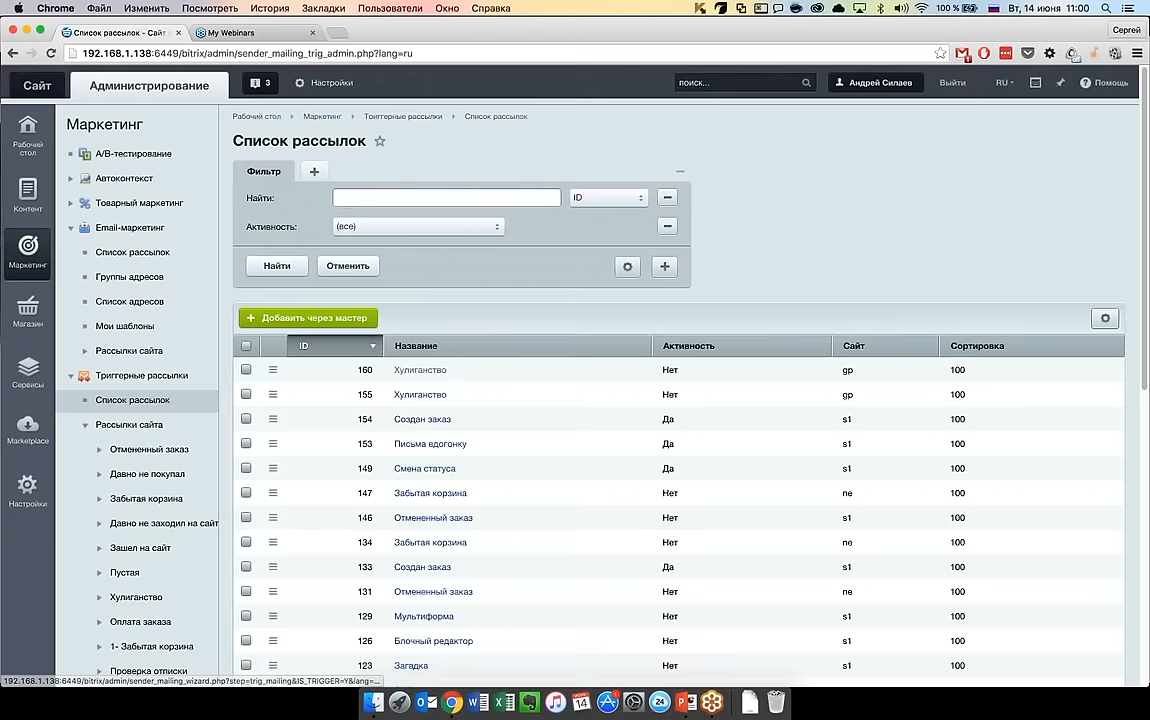 Chrome Файл Изменить Посмотреть История Закладки Пользователи Окно Справка 100 % Вт, 14 июня 11:00
Список рассылок - Сайт My Webinars Сергей
192.168.1.138:6449/bitrix/admin/sender_mailing_trig_admin.php?lang=ru
Сайт Администрирование 3 Настройки поиск... Андрей Силаев Выйти RU Помощь
Рабочий стол
Контент
Маркетинг
Магазин
Сервисы
Marketplace
Настройки
Маркетинг
A/B-тестирование
Автоконтекст
Товарный маркетинг
Email-маркетинг
Список рассылок
Группы адресов
Список адресов
Мои шаблоны
Рассылки сайта
Триггерные рассылки
Список рассылок
Рассылки сайта
Отмененный заказ
Давно не покупал
Забытая корзина
Давно не заходил на сайт
Зашел на сайт
Пустая
Хулиганство
Оплата заказа
1- Забытая корзина
Проверка отписки
Рабочий стол Маркетинг Триггерные рассылки Список рассылок
Список рассылок
Фильтр
Найти: ID
Активность: (все)
Найти Отменить
Добавить через мастер
ID Название Активность Сайт Сортировка
160 Хулиганство Нет gp 100
155 Хулиганство Нет gp 100
154 Создан заказ Да s1 100
153 Письма вдогонку Да s1 100
149 Смена статуса Да s1 100
147 Забытая корзина Нет ne 100
146 Отмененный заказ Нет s1 100
134 Забытая корзина Нет ne 100
133 Создан заказ Да s1 100
131 Отмененный заказ Нет ne 100
129 Мультиформа Нет s1 100
126 Блочный редактор Нет s1 100
123 Загадка Нет s1 100
192.168.1.138:6449/bitrix/admin/sender_mailing_wizard.php?step=trig_mailing&IS_TRIGGER=Y&lang=...
14 24